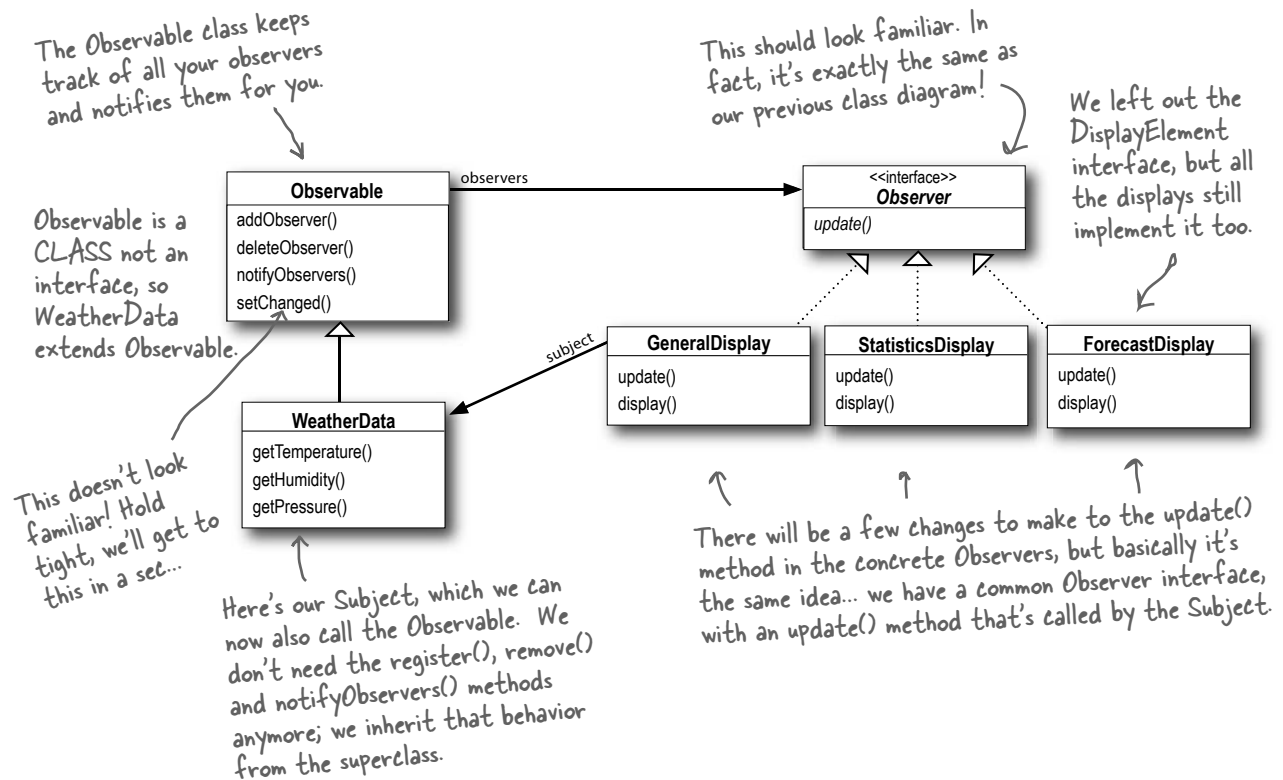 The Observable class keeps
track of all your observers
and notifies them for you.
This should look familiar. In
fact, it's exactly the same as
our previous class diagram!
We left out the
DisplayElement
interface, but all
the displays still
implement it too.
Observable is a
CLASS not an
interface, so
WeatherData
extends Observable.
Observable
addObserver()
deleteObserver()
notifyObservers()
setChanged()
observers
<<interface>>
Observer
update()
subject
GeneralDisplay
update()
display()
StatisticsDisplay
update()
display()
ForecastDisplay
update()
display()
WeatherData
getTemperature()
getHumidity()
getPressure()
This doesn't look
familiar! Hold
tight, we'll get to
this in a sec...
Here's our Subject, which we can
now also call the Observable. We
don't need the register(), remove()
and notifyObservers() methods
anymore; we inherit that behavior
from the superclass.
There will be a few changes to make to the update()
method in the concrete Observers, but basically it's
the same idea... we have a common Observer interface,
with an update() method that's called by the Subject.